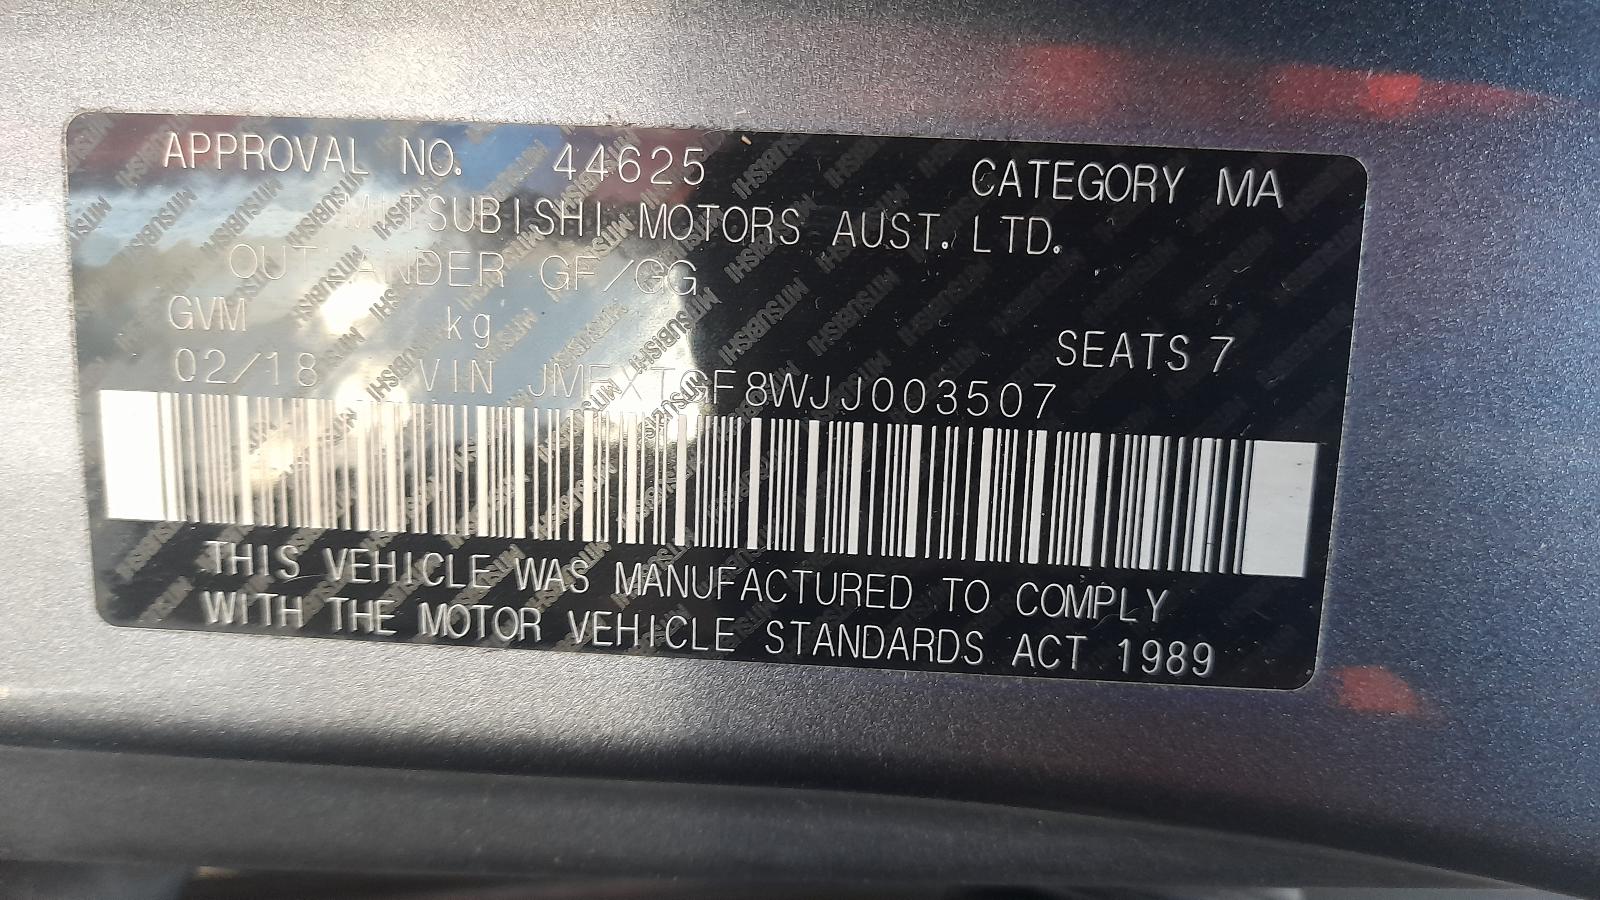 APPROVAL NO. 44625 CATEGORY MA
MITSUBISHI MOTORS AUST. LTD.
OUTLANDER GF/GG
GVM kg SEATS 7
02/18 VIN
THIS VEHICLE WAS MANUFACTURED TO COMPLY
WITH THE MOTOR VEHICLE STANDARDS ACT 1989